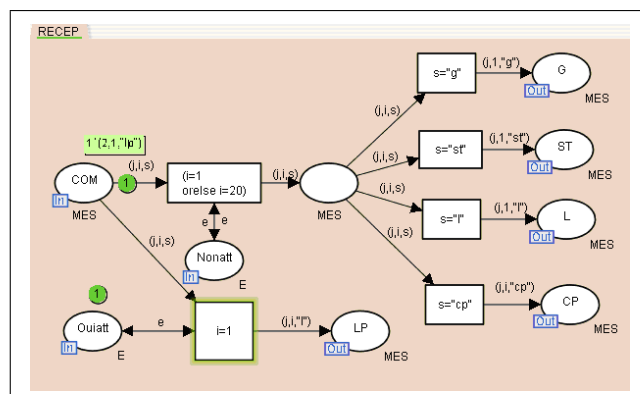 RECEP
1`(2,1,"lp")
COM
In
MES
(j,i,s)
1
(i=1
orelse i=20)
(j,i,s)
MES
e
e
Nonatt
In
E
(j,i,s)
1
Ouiatt
In
E
e
i=1
(j,i,"l")
LP
Out
MES
(j,i,s)
s="g"
(j,1,"g")
G
Out
MES
(j,i,s)
s="st"
(j,1,"st")
ST
Out
MES
(j,i,s)
s="l"
(j,1,"l")
L
Out
MES
(j,i,s)
s="cp"
(j,i,"cp")
CP
Out
MES